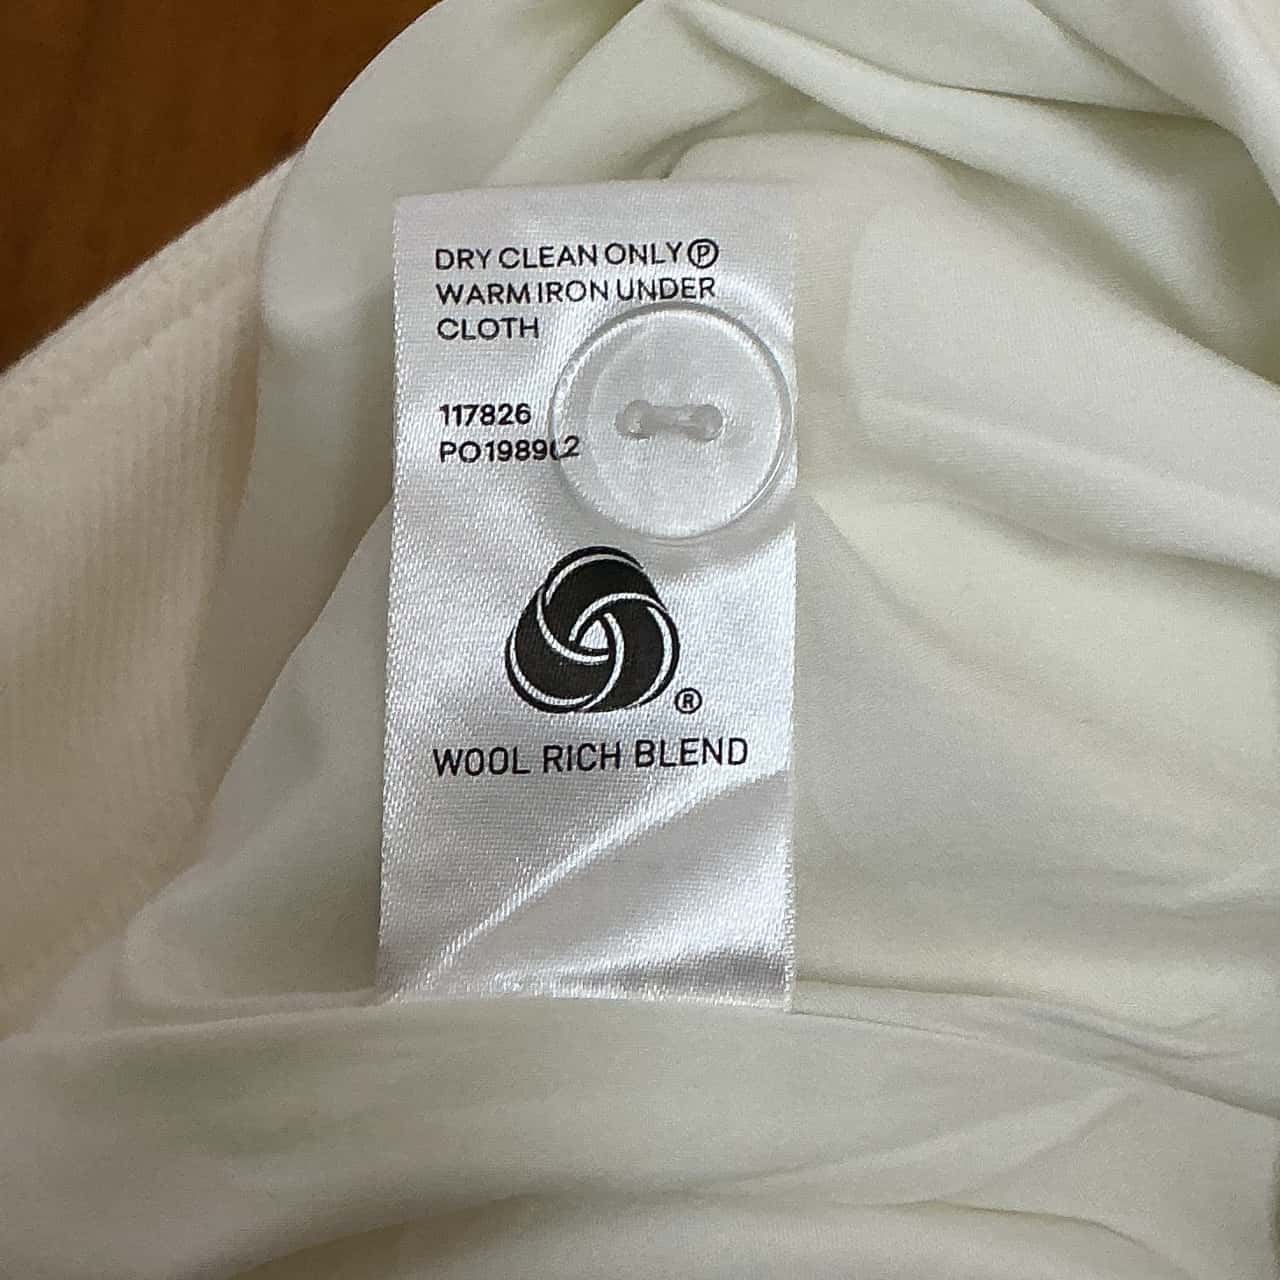 DRY CLEAN ONLY Ⓟ
WARM IRON UNDER
CLOTH
117826
®
WOOL RICH BLEND